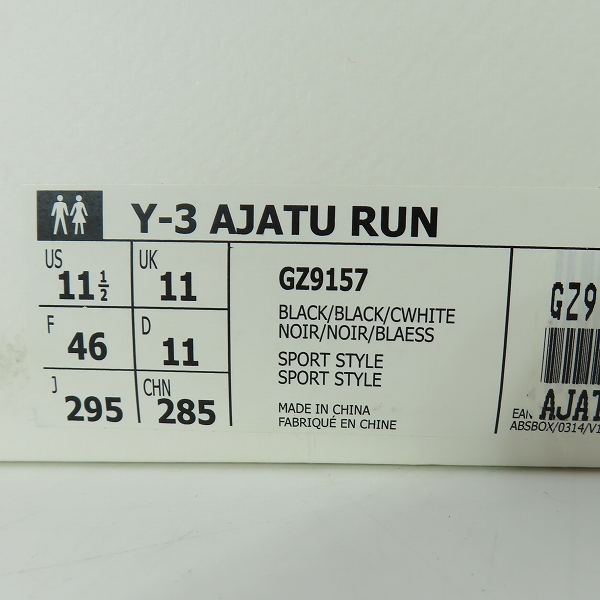 Y-3 AJATU RUN
US 11 1/2 UK 11
F 46 D 11
J 295 CHN 285
GZ9157
BLACK/BLACK/CWHITE
NOIR/NOIR/BLAESS
SPORT STYLE
SPORT STYLE
MADE IN CHINA
FABRIQUÉ EN CHINE
GZ9
EAN AJAT
ABSBOX/0314/V1